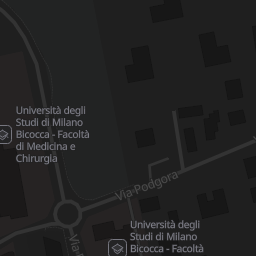 Università degli
Studi di Milano
Bicocca - Facoltà
di Medicina e
Chirurgia
Via Podgora
Via
Università degli
Studi di Milano
Bicocca - Facoltà